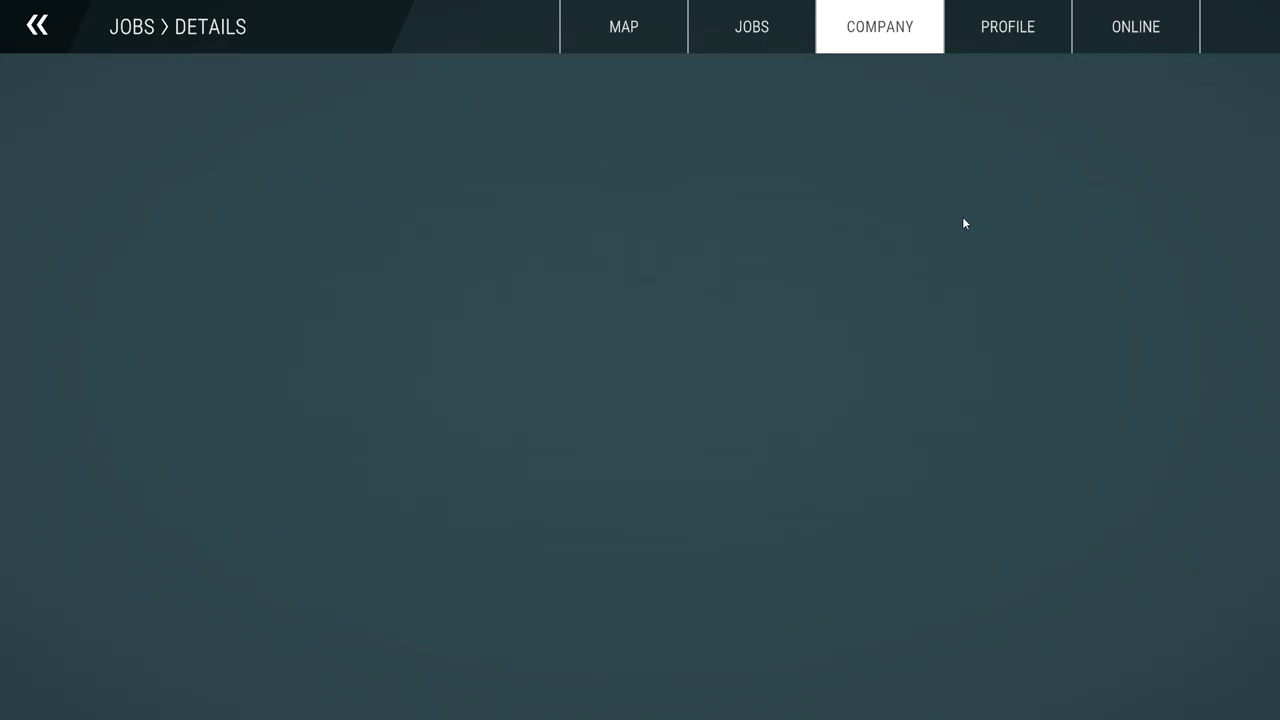 JOBS > DETAILS
MAP
JOBS
COMPANY
PROFILE
ONLINE